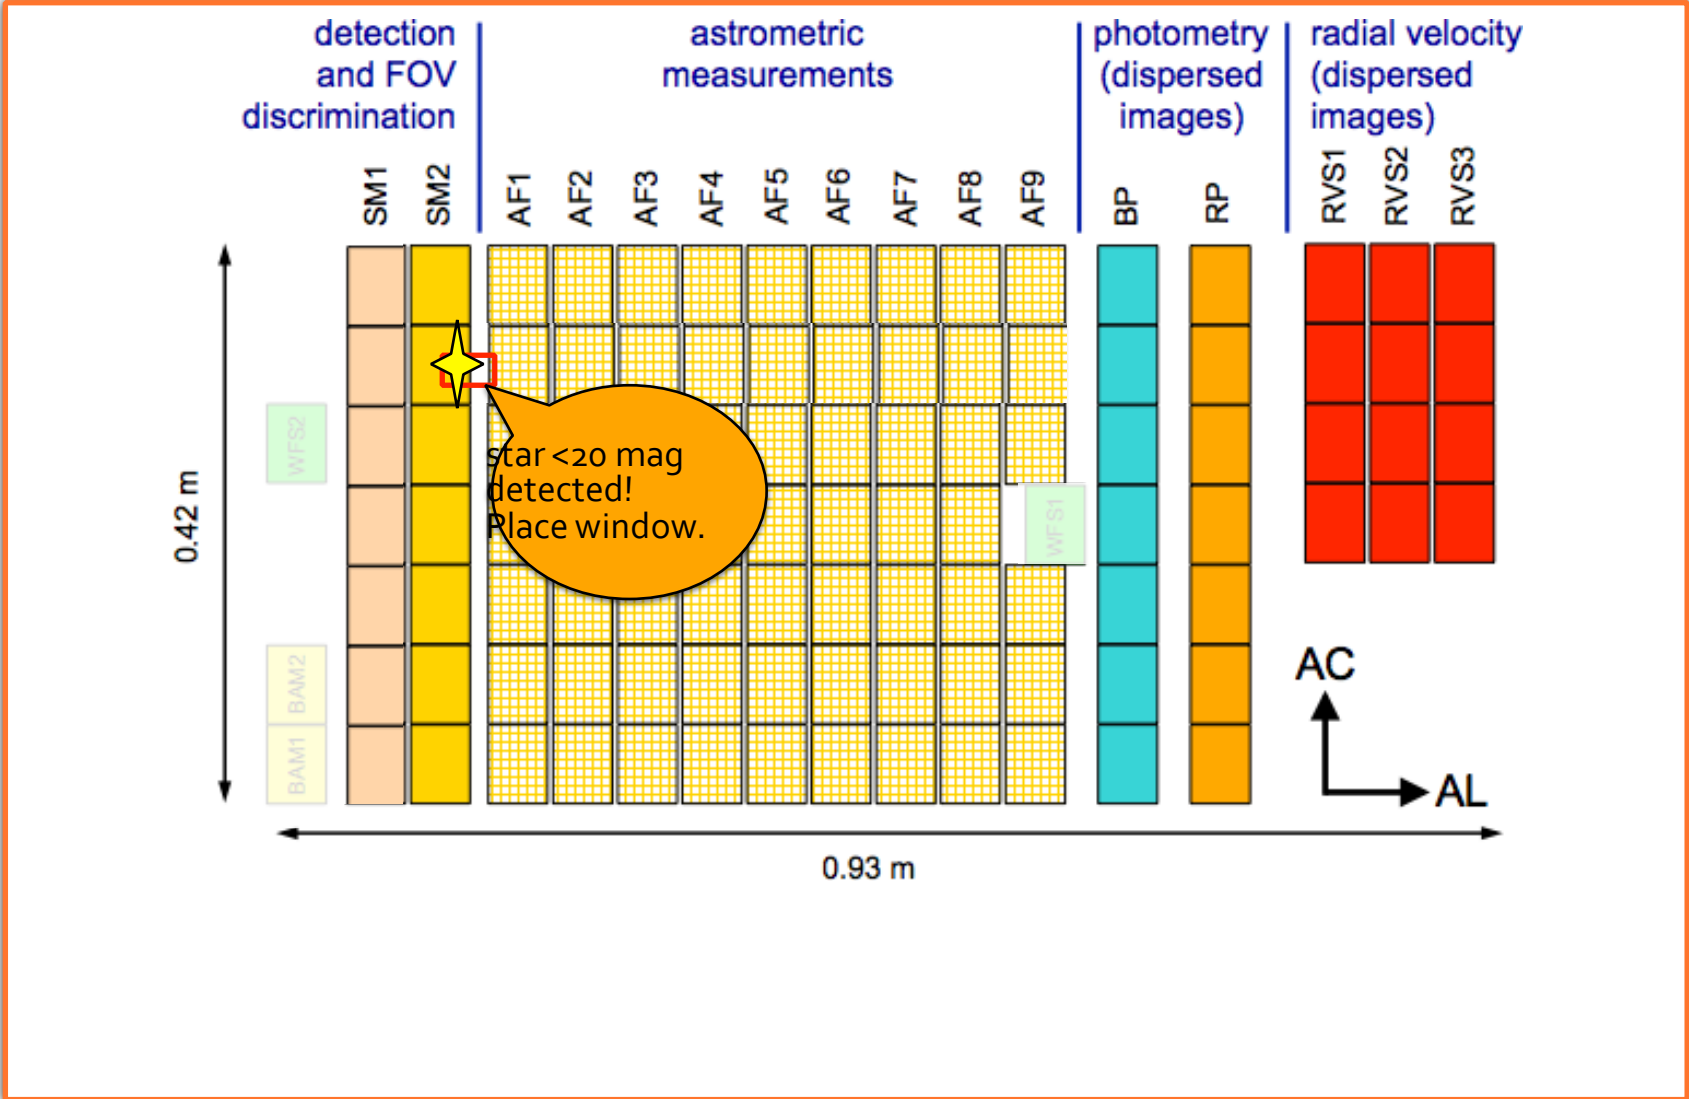 detection
and FOV
discrimination
astrometric
measurements
photometry
(dispersed
images)
radial velocity
(dispersed
images)
SM1
SM2
AF1
AF2
AF3
AF4
AF5
AF6
AF7
AF8
AF9
BP
RP
RVS1
RVS2
RVS3
WFS2
star <20 mag
detected!
Place window.
WFS1
0.42 m
BAM2
BAM1
AC
AL
0.93 m